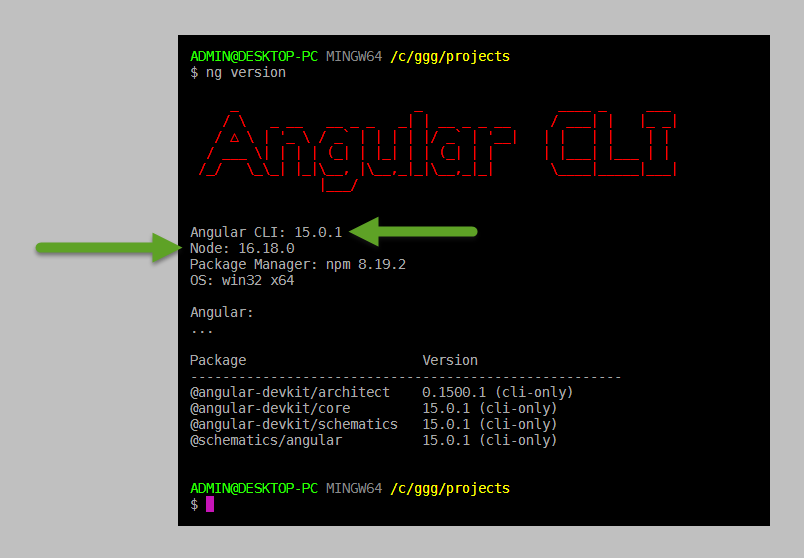 ADMIN@DESKTOP-PC MINGW64 /c/ggg/projects
$ ng version
Angular CLI
Angular CLI: 15.0.1
Node: 16.18.0
Package Manager: npm 8.19.2
OS: win32 x64
Angular:
...
Package Version
------------------------------------------------------
@angular-devkit/architect 0.1500.1 (cli-only)
@angular-devkit/core 15.0.1 (cli-only)
@angular-devkit/schematics 15.0.1 (cli-only)
@schematics/angular 15.0.1 (cli-only)
ADMIN@DESKTOP-PC MINGW64 /c/ggg/projects
$